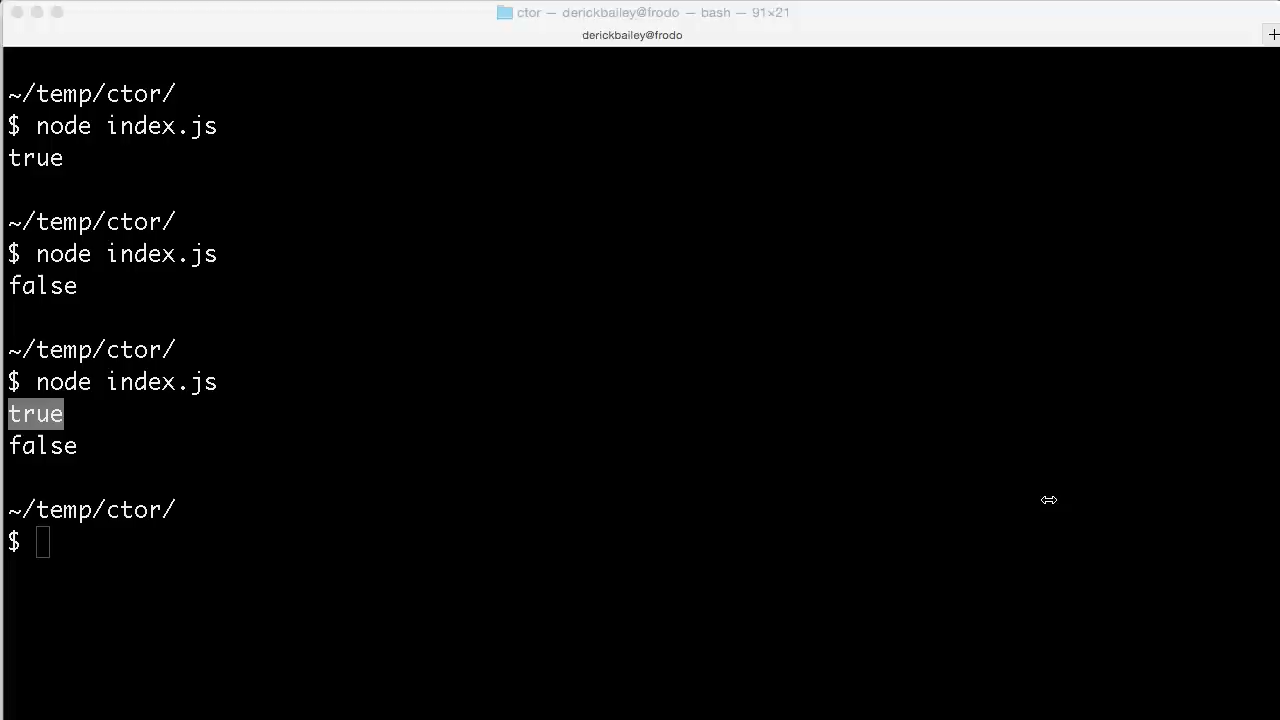 ctor — derickbailey@frodo — bash — 91×21
derickbailey@frodo
~/temp/ctor/
$ node index.js
true
~/temp/ctor/
$ node index.js
false
~/temp/ctor/
$ node index.js
true
false
~/temp/ctor/
$